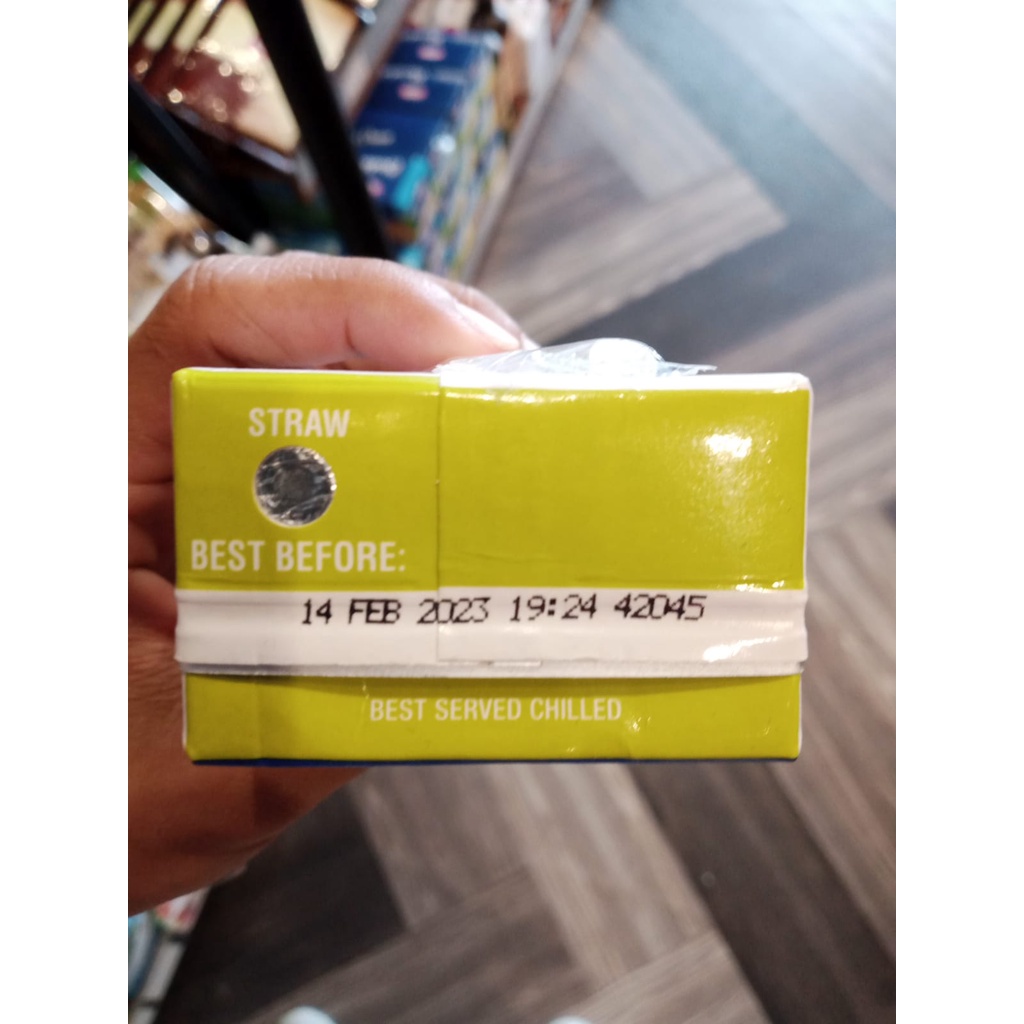 STRAW
BEST BEFORE:
14 FEB 2023 19:24 42045
BEST SERVED CHILLED